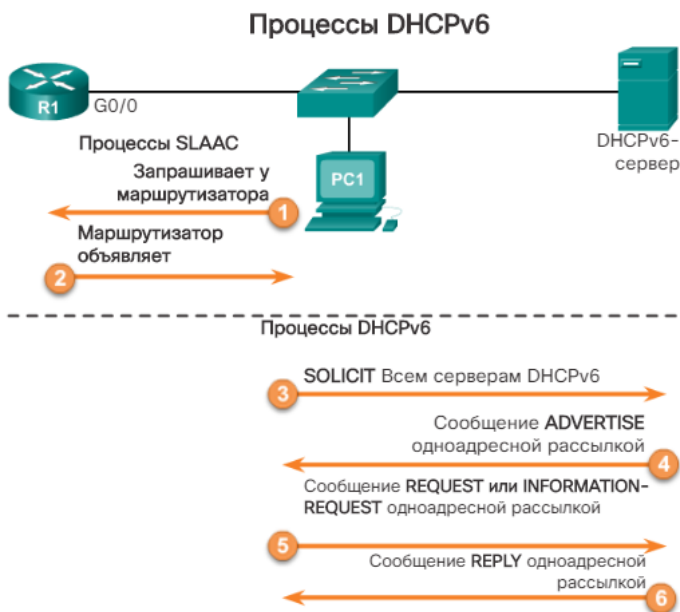 Процессы DHCPv6
R1
G0/0
DHCPv6-
сервер
Процессы SLAAC
Запрашивает у
маршрутизатора
PC1
1
Маршрутизатор
объявляет
2
Процессы DHCPv6
SOLICIT Всем серверам DHCPv6
3
Сообщение ADVERTISE
одноадресной рассылкой
4
Сообщение REQUEST или INFORMATION-
REQUEST одноадресной рассылкой
5
Сообщение REPLY одноадресной
рассылкой
6